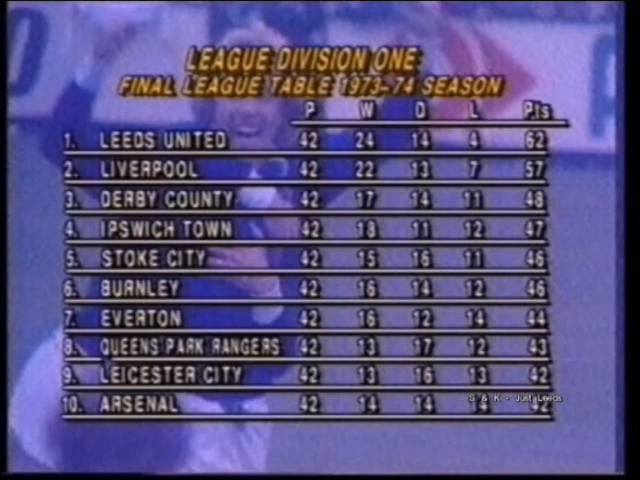 LEAGUE DIVISION ONE
FINAL LEAGUE TABLE 1973-74 SEASON
P W D L Pts
1. LEEDS UNITED 42 24 14 4 62
2. LIVERPOOL 42 22 13 7 57
3. DERBY COUNTY 42 17 14 11 48
4. IPSWICH TOWN 42 18 11 12 47
5. STOKE CITY 42 15 16 11 46
6. BURNLEY 42 16 14 12 46
7. EVERTON 42 16 12 14 44
8. QUEENS PARK RANGERS 42 13 17 12 43
9. LEICESTER CITY 42 13 16 13 42
S & K - Just Leeds
10. ARSENAL 42 14 14 14 42